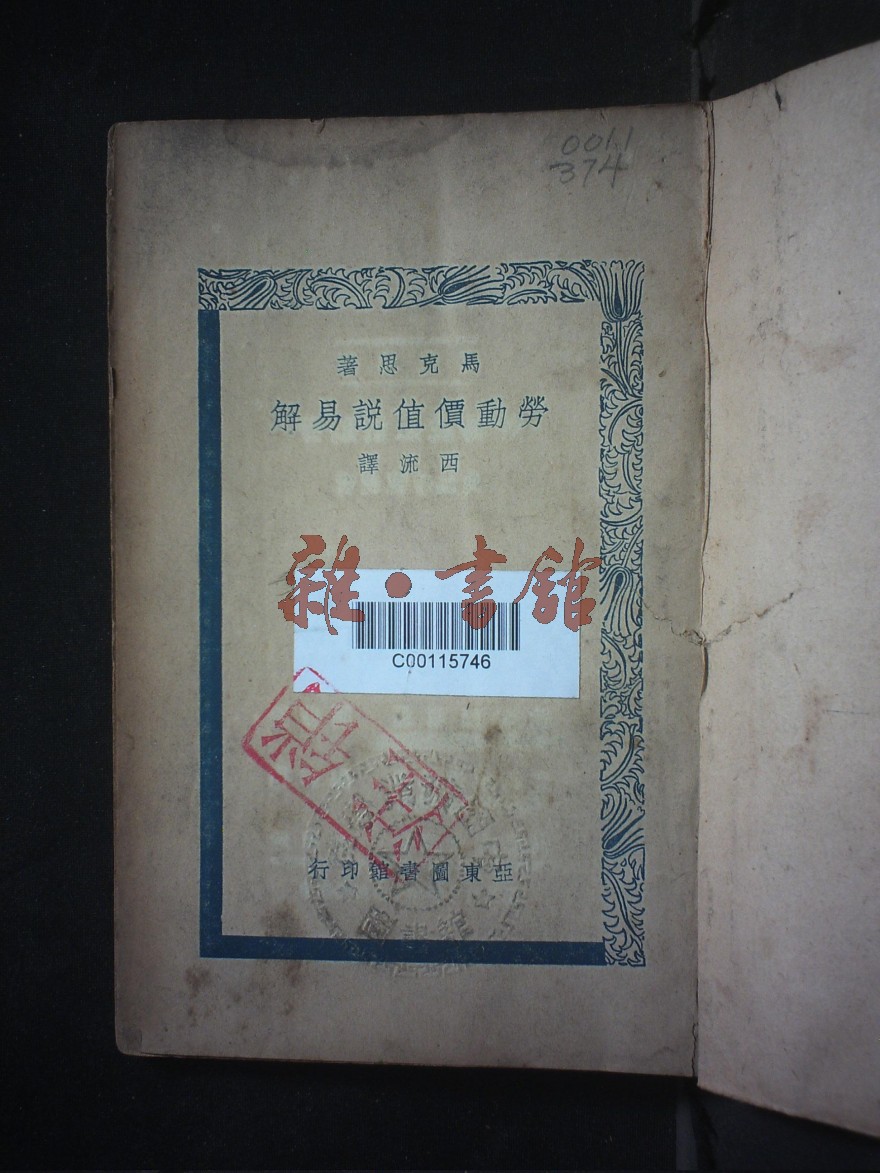 0011
374
馬克思著
勞動價值說易解
西流譯
雜·書館
C00115746
亞東圖書館印行